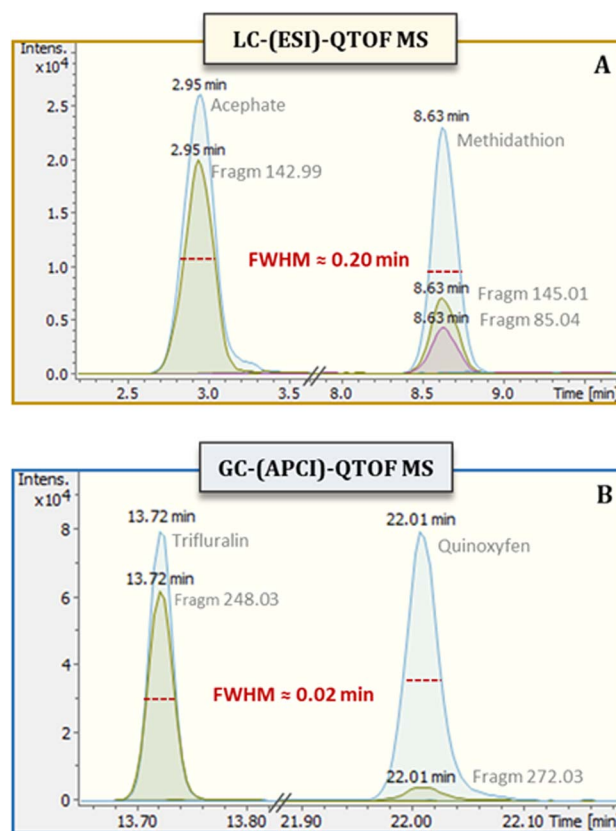 LC-(ESI)-QTOF MS
A
Intens.
x10⁴
2.95 min
Acephate
2.95 min
Fragm 142.99
8.63 min
Methidathion
FWHM ≈ 0.20 min
8.63 min
Fragm 145.01
8.63 min
Fragm 85.04
2.5
2.0
1.5
1.0
0.5
0.0
2.5 3.0 3.5 8.0 8.5 9.0 Time [min]
GC-(APCI)-QTOF MS
B
Intens.
x10⁴
13.72 min
Trifluralin
13.72 min
Fragm 248.03
22.01 min
Quinoxyfen
FWHM ≈ 0.02 min
22.01 min
Fragm 272.03
8
6
4
2
0
13.70 13.80 21.90 22.00 22.10 Time [min]